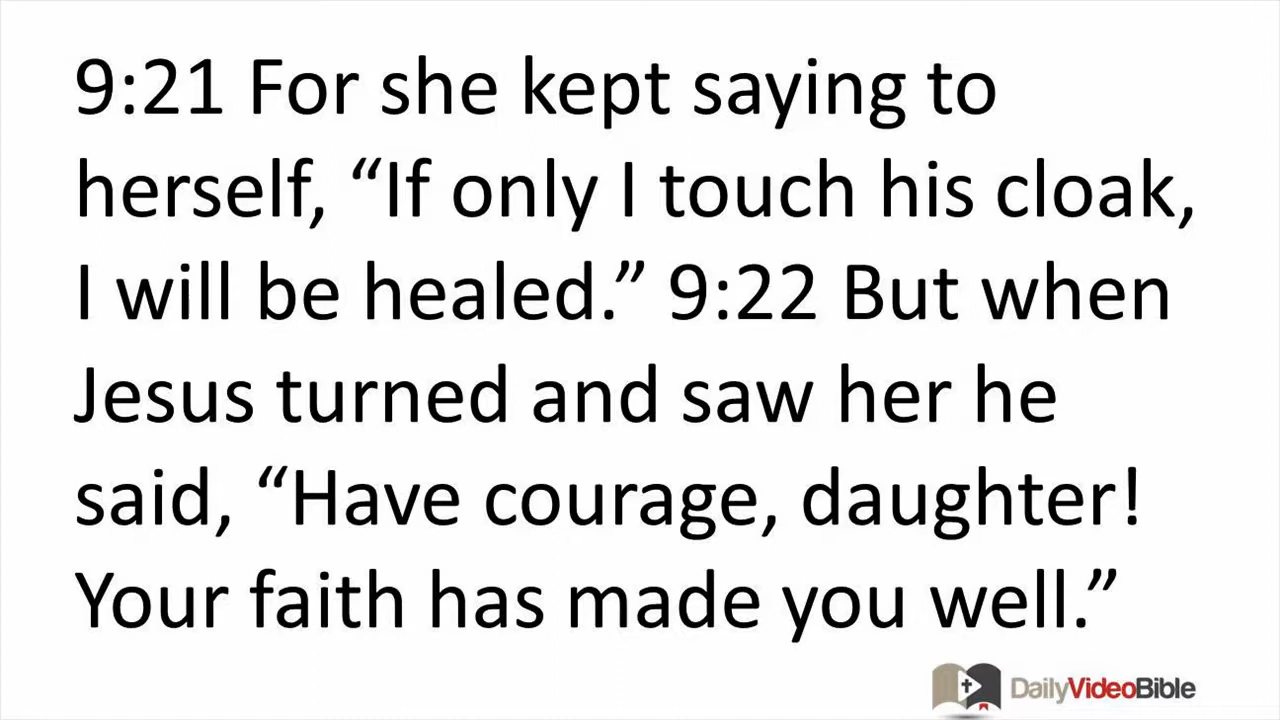 9:21 For she kept saying to
herself, “If only I touch his cloak,
I will be healed.” 9:22 But when
Jesus turned and saw her he
said, “Have courage, daughter!
Your faith has made you well.”
DailyVideoBible